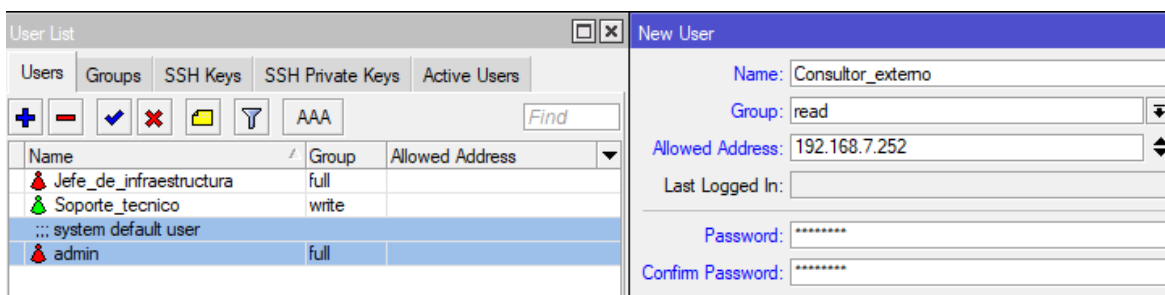 User List
Users Groups SSH Keys SSH Private Keys Active Users
AAA Find
Name Group Allowed Address
Jefe_de_infraestructura full
Soporte_tecnico write
;;; system default user
admin full
New User
Name: Consultor_externo
Group: read
Allowed Address: 192.168.7.252
Last Logged In:
Password: ********
Confirm Password: ********